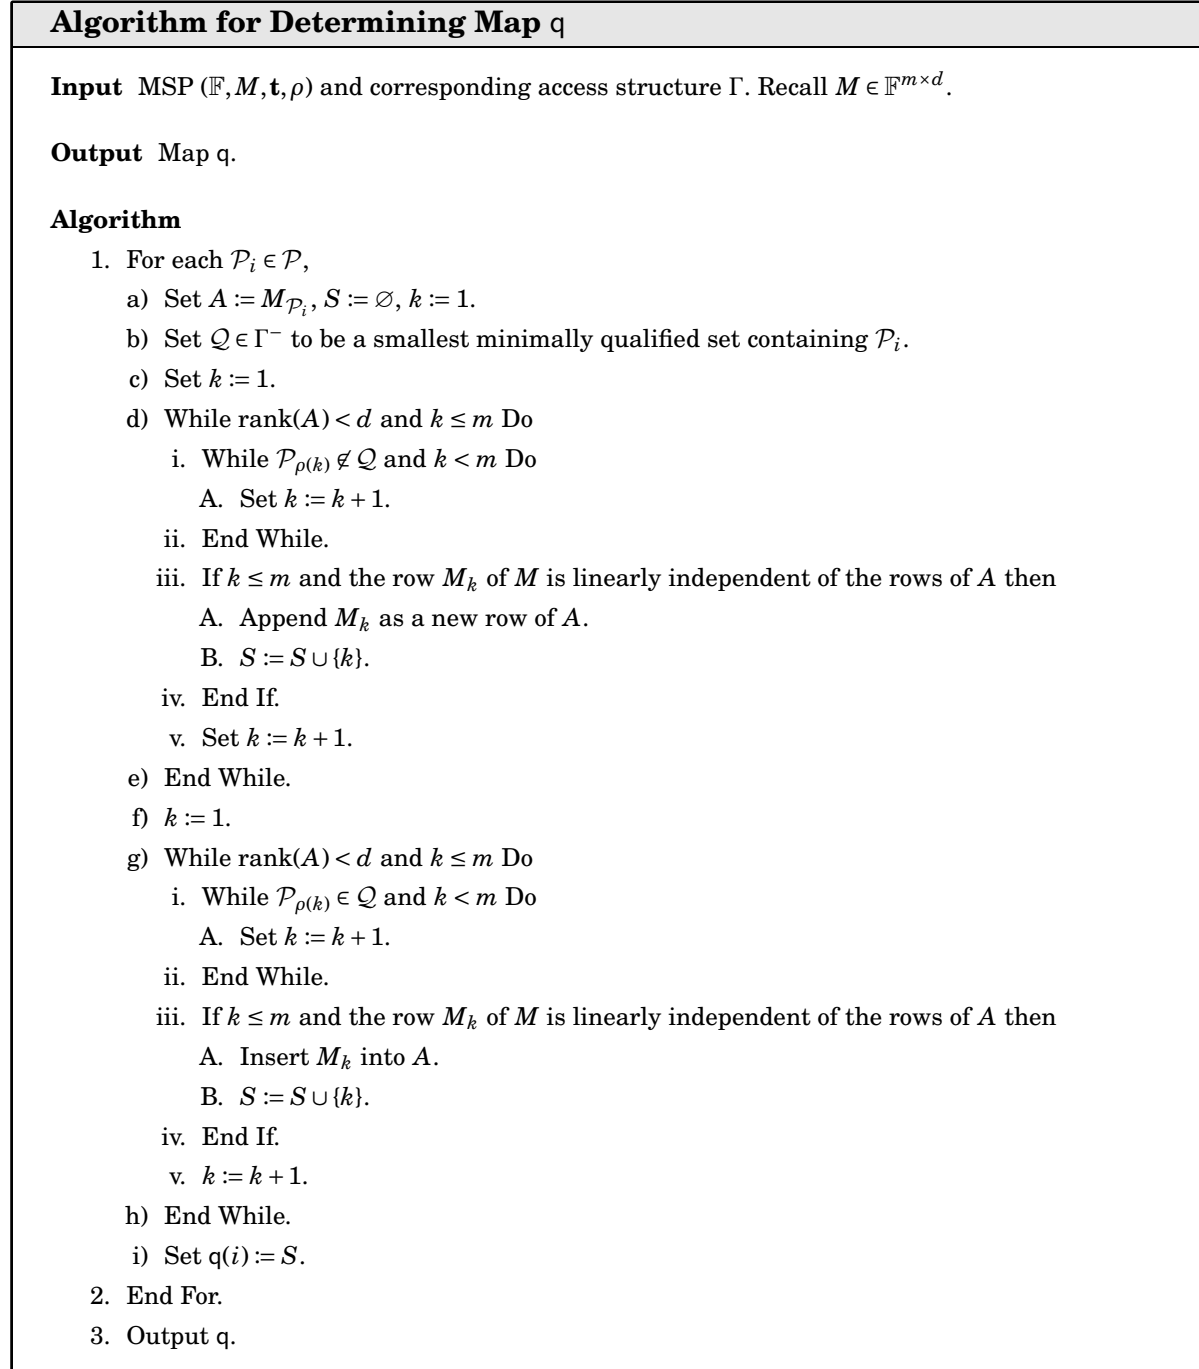 Algorithm for Determining Map q
Input MSP (𝔽, M, t, ρ) and corresponding access structure Γ. Recall M ∈ 𝔽^{m×d}.
Output Map q.
Algorithm
1. For each 𝒫_i ∈ 𝒫,
a) Set A := M_{𝒫_i}, S := ∅, k := 1.
b) Set 𝒬 ∈ Γ⁻ to be a smallest minimally qualified set containing 𝒫_i.
c) Set k := 1.
d) While rank(A) < d and k ≤ m Do
i. While 𝒫_{ρ(k)} ∉ 𝒬 and k < m Do
A. Set k := k + 1.
ii. End While.
iii. If k ≤ m and the row M_k of M is linearly independent of the rows of A then
A. Append M_k as a new row of A.
B. S := S ∪ {k}.
iv. End If.
v. Set k := k + 1.
e) End While.
f) k := 1.
g) While rank(A) < d and k ≤ m Do
i. While 𝒫_{ρ(k)} ∈ 𝒬 and k < m Do
A. Set k := k + 1.
ii. End While.
iii. If k ≤ m and the row M_k of M is linearly independent of the rows of A then
A. Insert M_k into A.
B. S := S ∪ {k}.
iv. End If.
v. k := k + 1.
h) End While.
i) Set q(i) := S.
2. End For.
3. Output q.